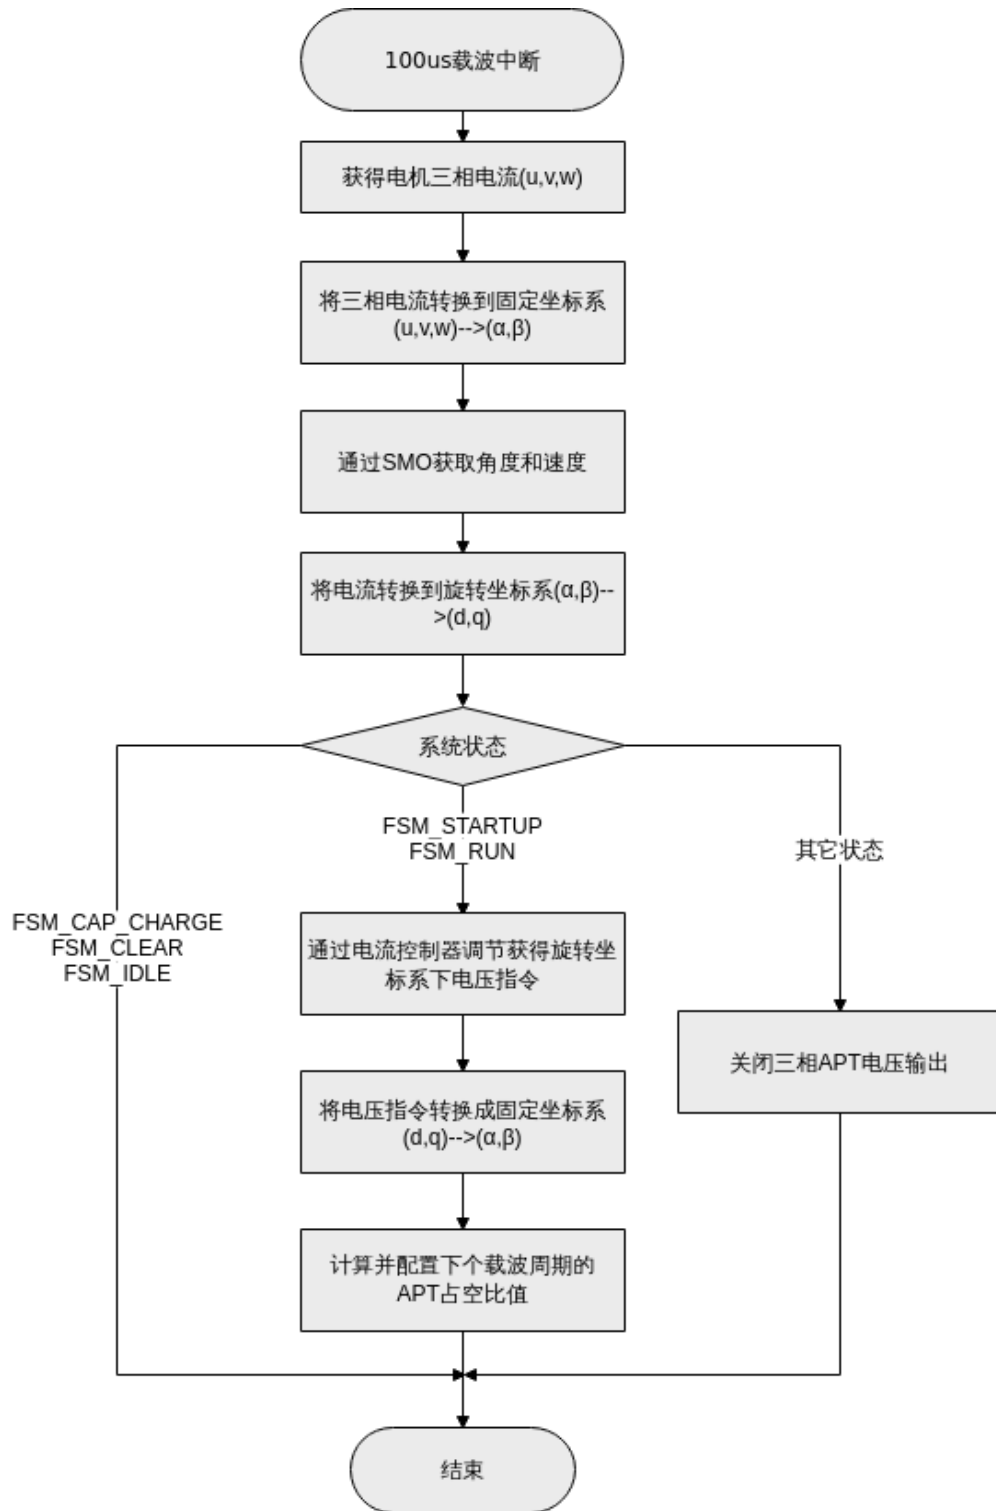 100us载波中断
获得电机三相电流(u,v,w)
将三相电流转换到固定坐标系
(u,v,w)-->(α,β)
通过SMO获取角度和速度
将电流转换到旋转坐标系(α,β)--
>(d,q)
系统状态
FSM_STARTUP
FSM_RUN
其它状态
FSM_CAP_CHARGE
FSM_CLEAR
FSM_IDLE
通过电流控制器调节获得旋转坐
标系下电压指令
关闭三相APT电压输出
将电压指令转换成固定坐标系
(d,q)-->(α,β)
计算并配置下个载波周期的
APT占空比值
结束